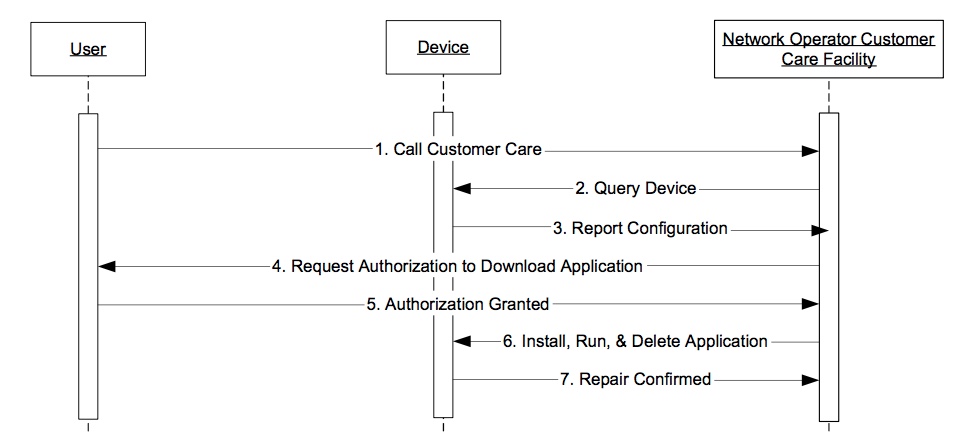 User
Device
Network Operator Customer
Care Facility
1. Call Customer Care
2. Query Device
3. Report Configuration
4. Request Authorization to Download Application
5. Authorization Granted
6. Install, Run, & Delete Application
7. Repair Confirmed